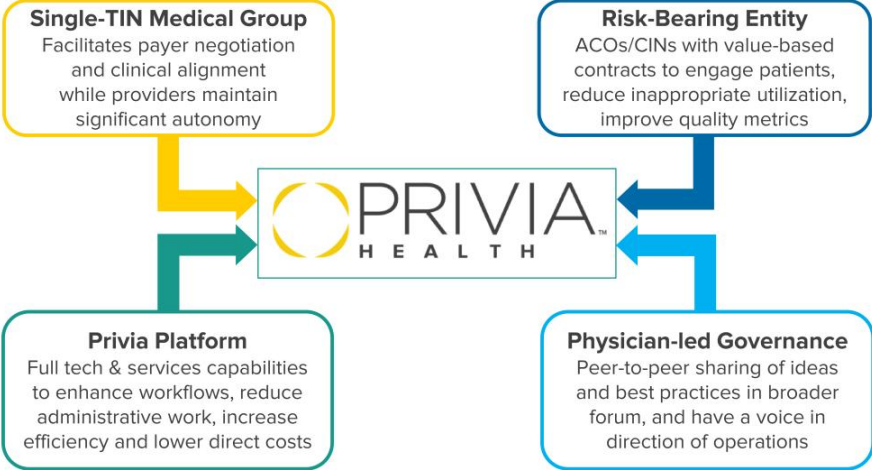 Single-TIN Medical Group
Facilitates payer negotiation
and clinical alignment
while providers maintain
significant autonomy
Risk-Bearing Entity
ACOs/CINs with value-based
contracts to engage patients,
reduce inappropriate utilization,
improve quality metrics
PRIVIA™
HEALTH
Privia Platform
Full tech & services capabilities
to enhance workflows, reduce
administrative work, increase
efficiency and lower direct costs
Physician-led Governance
Peer-to-peer sharing of ideas
and best practices in broader
forum, and have a voice in
direction of operations